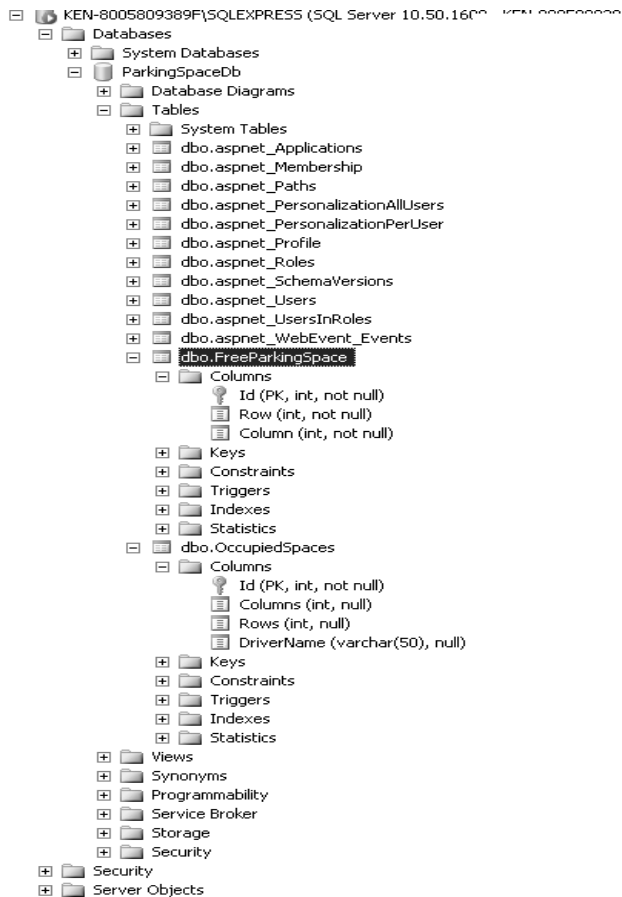 KEN-8005809389F\SQLEXPRESS (SQL Server 10.50.160
Databases
System Databases
ParkingSpaceDb
Database Diagrams
Tables
System Tables
dbo.aspnet_Applications
dbo.aspnet_Membership
dbo.aspnet_Paths
dbo.aspnet_PersonalizationAllUsers
dbo.aspnet_PersonalizationPerUser
dbo.aspnet_Profile
dbo.aspnet_Roles
dbo.aspnet_SchemaVersions
dbo.aspnet_Users
dbo.aspnet_UsersInRoles
dbo.aspnet_WebEvent_Events
dbo.FreeParkingSpace
Columns
Id (PK, int, not null)
Row (int, not null)
Column (int, not null)
Keys
Constraints
Triggers
Indexes
Statistics
dbo.OccupiedSpaces
Columns
Id (PK, int, not null)
Columns (int, null)
Rows (int, null)
DriverName (varchar(50), null)
Keys
Constraints
Triggers
Indexes
Statistics
Views
Synonyms
Programmability
Service Broker
Storage
Security
Security
Server Objects